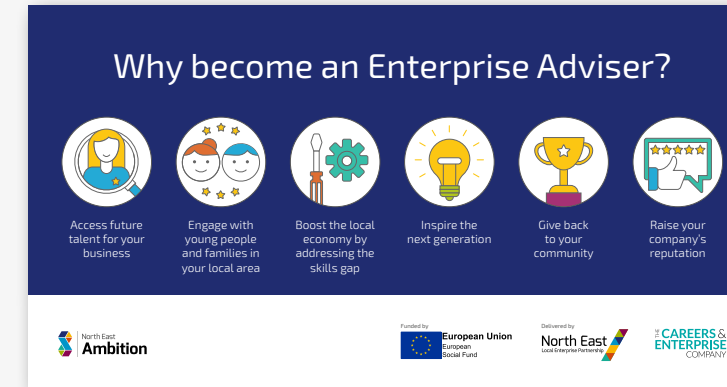 Why become an Enterprise Adviser?
Access future
talent for your
business
Engage with
young people
and families in
your local area
Boost the local
economy by
addressing the
skills gap
Inspire the
next generation
Give back
to your
community
Raise your
company's
reputation
North East
Ambition
Funded by
European Union
European
Social Fund
Delivered by
North East
Local Enterprise Partnership
THE
CAREERS &
ENTERPRISE
COMPANY